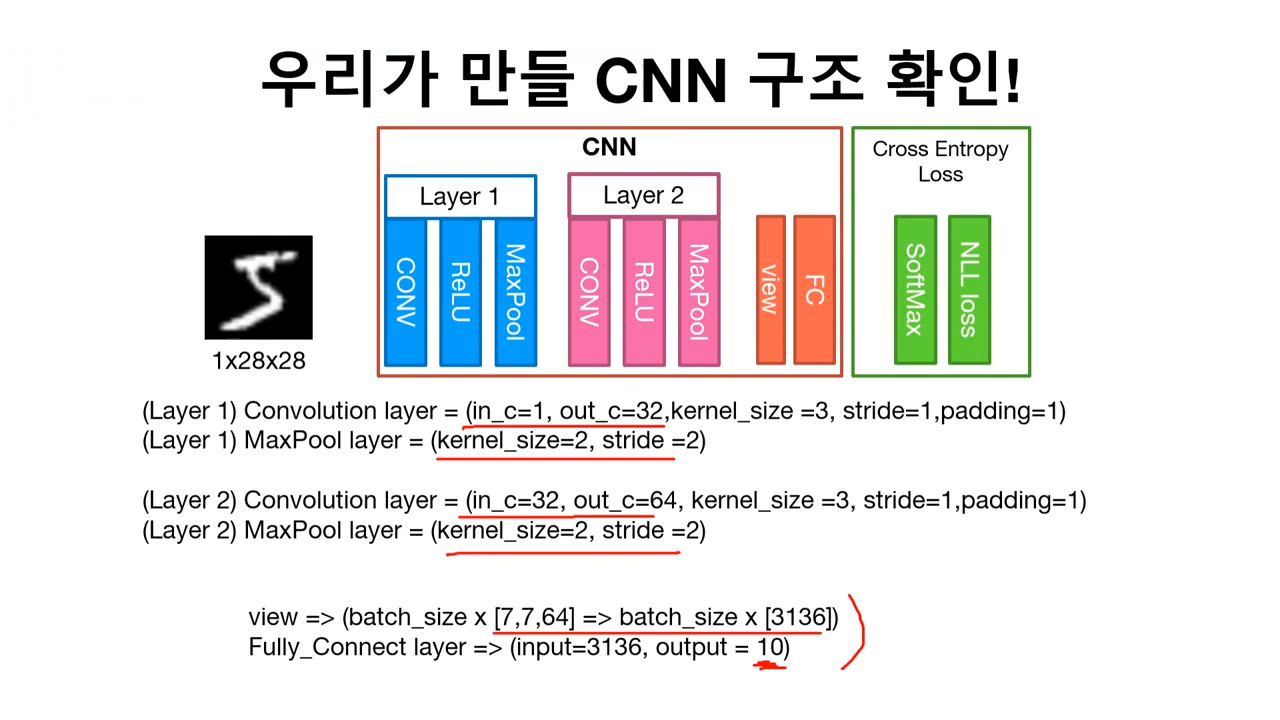 우리가 만들 CNN 구조 확인!
CNN
Cross Entropy
Loss
Layer 1
Layer 2
CONV
ReLU
MaxPool
CONV
ReLU
MaxPool
view
FC
SoftMax
NLL loss
1x28x28
(Layer 1) Convolution layer = (in_c=1, out_c=32,kernel_size =3, stride=1,padding=1)
(Layer 1) MaxPool layer = (kernel_size=2, stride =2)
(Layer 2) Convolution layer = (in_c=32, out_c=64, kernel_size =3, stride=1,padding=1)
(Layer 2) MaxPool layer = (kernel_size=2, stride =2)
view => (batch_size x [7,7,64] => batch_size x [3136])
Fully_Connect layer => (input=3136, output = 10)